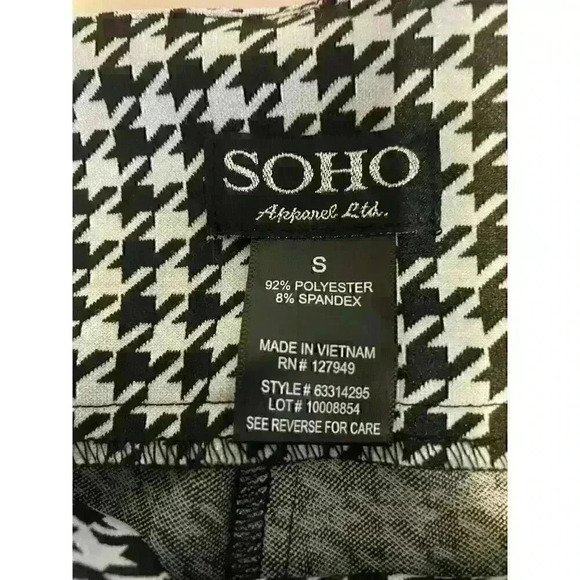 SOHO
Apparel Ltd.
S
92% POLYESTER
8% SPANDEX
MADE IN VIETNAM
RN# 127949
STYLE# 63314295
LOT# 10008854
SEE REVERSE FOR CARE